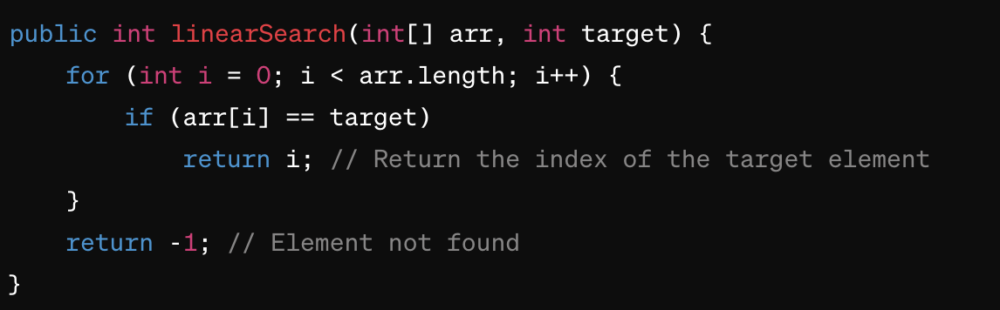 public int linearSearch(int[] arr, int target) {
    for (int i = 0; i < arr.length; i++) {
        if (arr[i] == target)
            return i; // Return the index of the target element
    }
    return -1; // Element not found
}